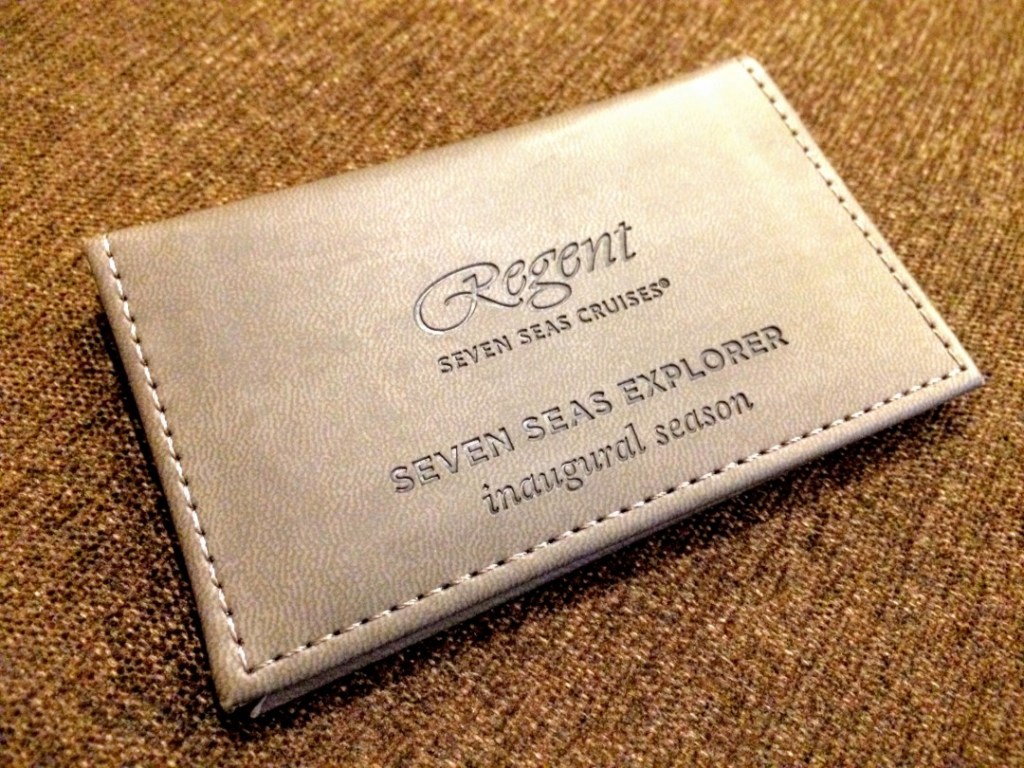 Regent
SEVEN SEAS CRUISES®
SEVEN SEAS EXPLORER
inaugural season